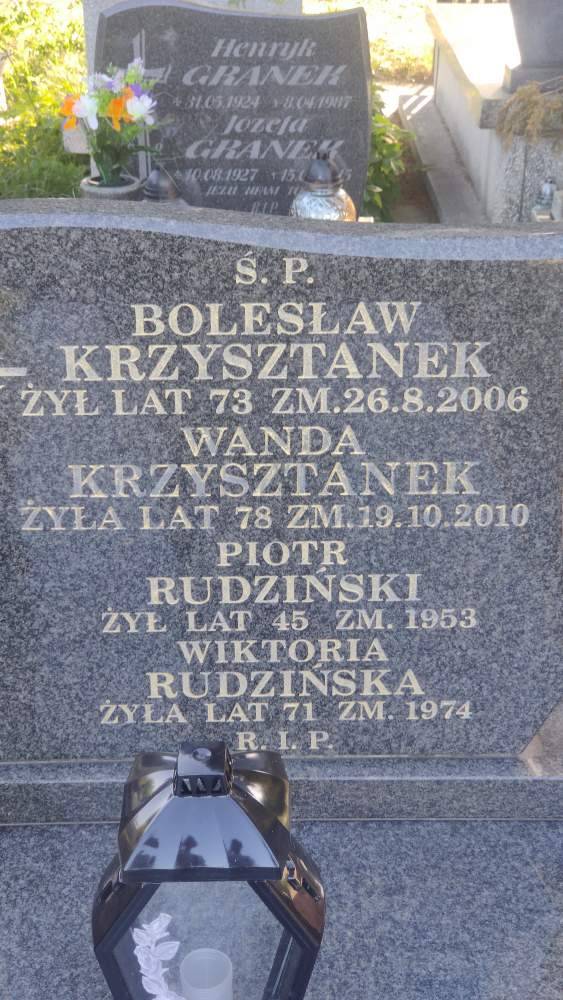 Henryk
GRANEK
*31.05.1924 +8.04.1987
Józefa
GRANEK
*10.08.1927
JEZU UFAM
R.I.P.
Ś. P.
BOLESŁAW
KRZYSZTANEK
ŻYŁ LAT 73 ZM.26.8.2006
WANDA
KRZYSZTANEK
ŻYŁA LAT 78 ZM.19.10.2010
PIOTR
RUDZIŃSKI
ŻYŁ LAT 45 ZM. 1953
WIKTORIA
RUDZIŃSKA
ŻYŁA LAT 71 ZM. 1974
R. I. P.